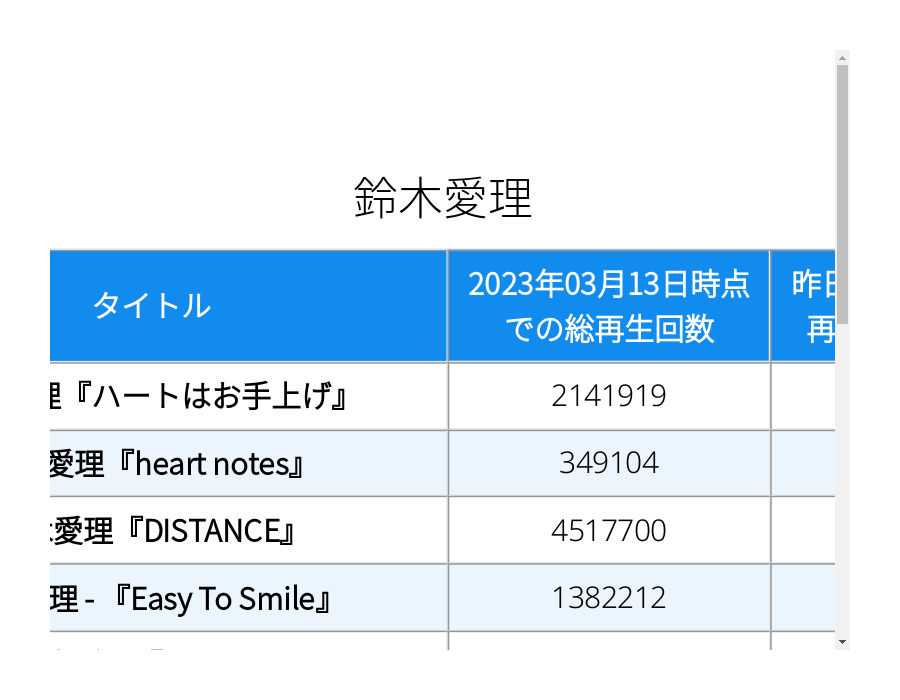 鈴木愛理
タイトル
2023年03月13日時点
での総再生回数
昨日
再
理『ハートはお手上げ』
2141919
愛理『heart notes』
349104
愛理『DISTANCE』
4517700
理 - 『Easy To Smile』
1382212